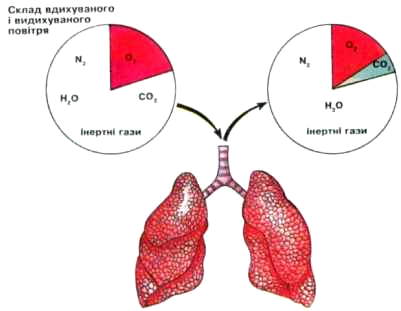 Склад вдихуваного
і видихуваного
повітря
N₂
O₂
H₂O
CO₂
інертні гази
N₂
O₂
CO₂
H₂O
інертні гази